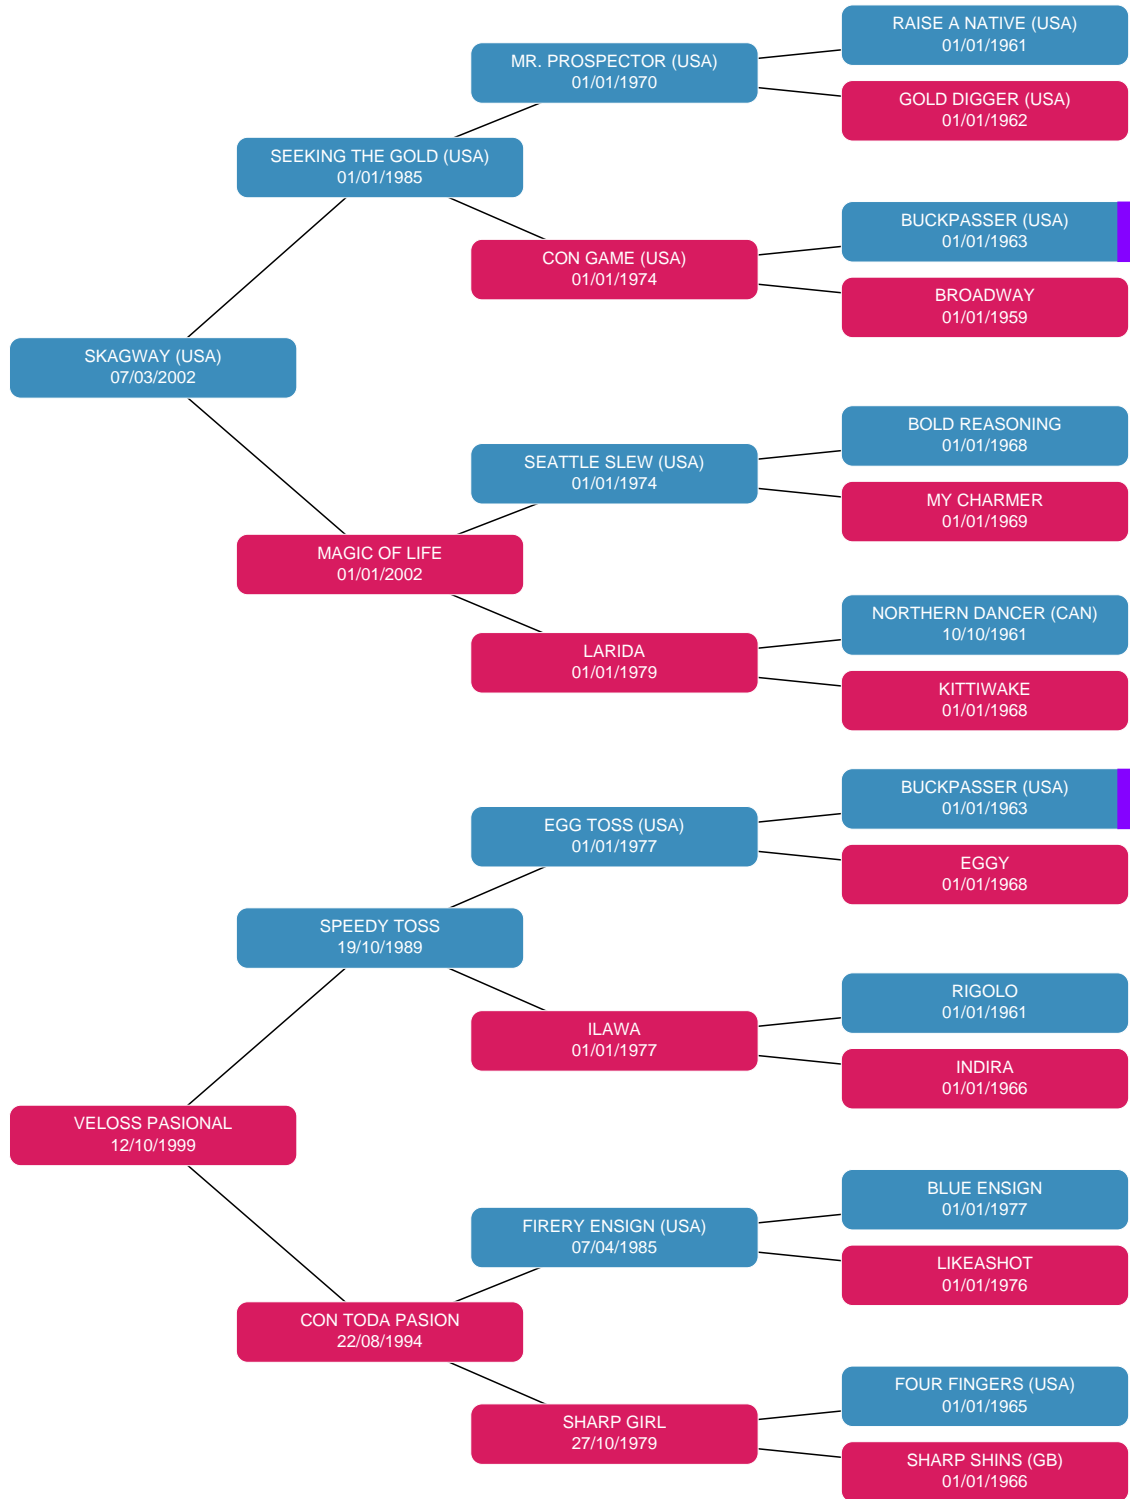 RAISE A NATIVE (USA)
01/01/1961
MR. PROSPECTOR (USA)
01/01/1970
GOLD DIGGER (USA)
01/01/1962
SEEKING THE GOLD (USA)
01/01/1985
BUCKPASSER (USA)
01/01/1963
CON GAME (USA)
01/01/1974
BROADWAY
01/01/1959
SKAGWAY (USA)
07/03/2002
BOLD REASONING
01/01/1968
SEATTLE SLEW (USA)
01/01/1974
MY CHARMER
01/01/1969
MAGIC OF LIFE
01/01/2002
NORTHERN DANCER (CAN)
10/10/1961
LARIDA
01/01/1979
KITTIWAKE
01/01/1968
BUCKPASSER (USA)
01/01/1963
EGG TOSS (USA)
01/01/1977
EGGY
01/01/1968
SPEEDY TOSS
19/10/1989
RIGOLO
01/01/1961
ILAWA
01/01/1977
INDIRA
01/01/1966
VELOSS PASIONAL
12/10/1999
BLUE ENSIGN
01/01/1977
FIRERY ENSIGN (USA)
07/04/1985
LIKEASHOT
01/01/1976
CON TODA PASION
22/08/1994
FOUR FINGERS (USA)
01/01/1965
SHARP GIRL
27/10/1979
SHARP SHINS (GB)
01/01/1966